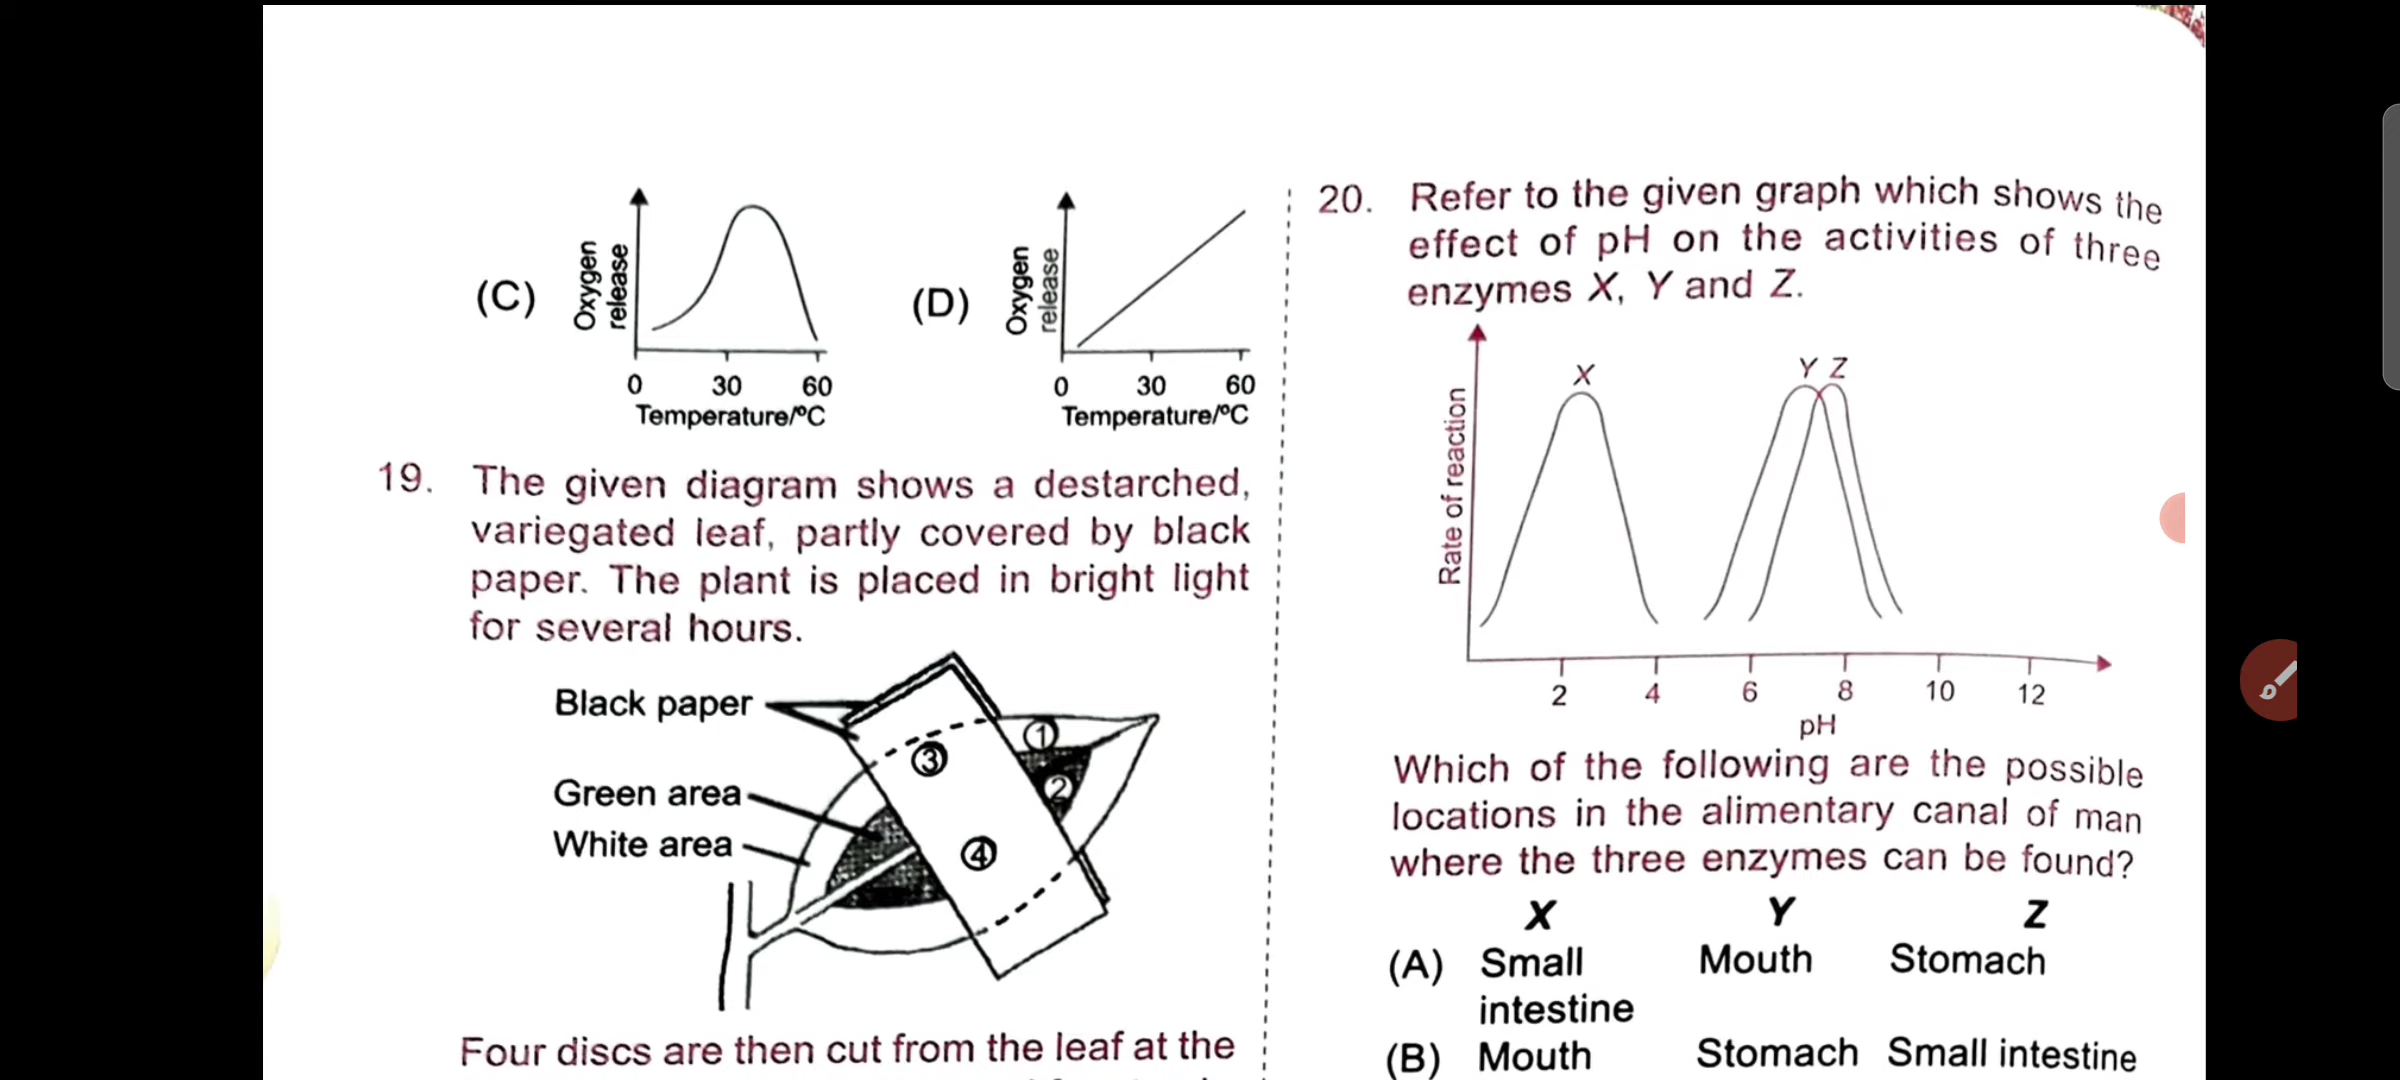 (C)
Oxygen
release
0 30 60
Temperature/ºC
(D)
Oxygen
release
0 30 60
Temperature/ºC
19. The given diagram shows a destarched,
variegated leaf, partly covered by black
paper. The plant is placed in bright light
for several hours.
Black paper
Green area
White area
①
②
③
④
Four discs are then cut from the leaf at the
20. Refer to the given graph which shows the
effect of pH on the activities of three
enzymes X, Y and Z.
Rate of reaction
X
Y Z
2 4 6 8 10 12
pH
Which of the following are the possible
locations in the alimentary canal of man
where the three enzymes can be found?
X Y Z
(A) Small Mouth Stomach
intestine
(B) Mouth Stomach Small intestine